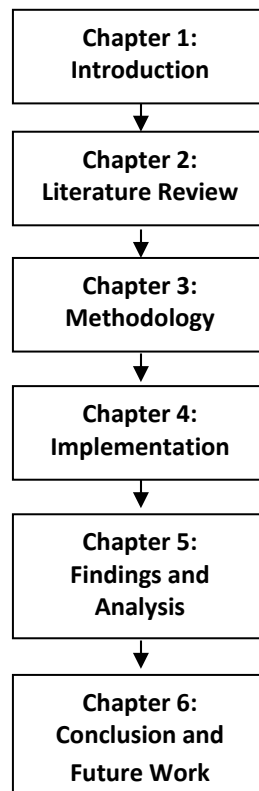 Chapter 1:
Introduction
Chapter 2:
Literature Review
Chapter 3:
Methodology
Chapter 4:
Implementation
Chapter 5:
Findings and
Analysis
Chapter 6:
Conclusion and
Future Work